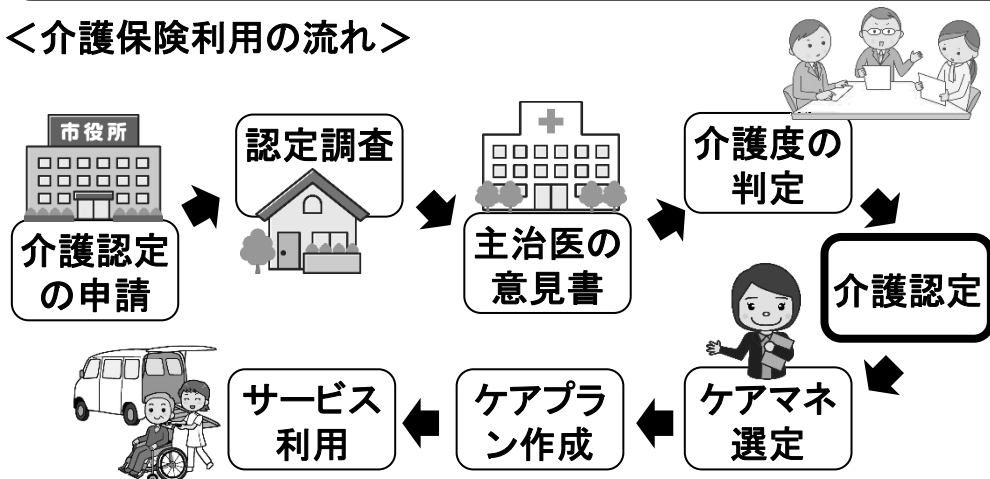 ＜介護保険利用の流れ＞
市役所
介護認定
の申請
認定調査
主治医の
意見書
介護度の
判定
介護認定
ケアマネ
選定
ケアプラ
ン作成
サービス
利用